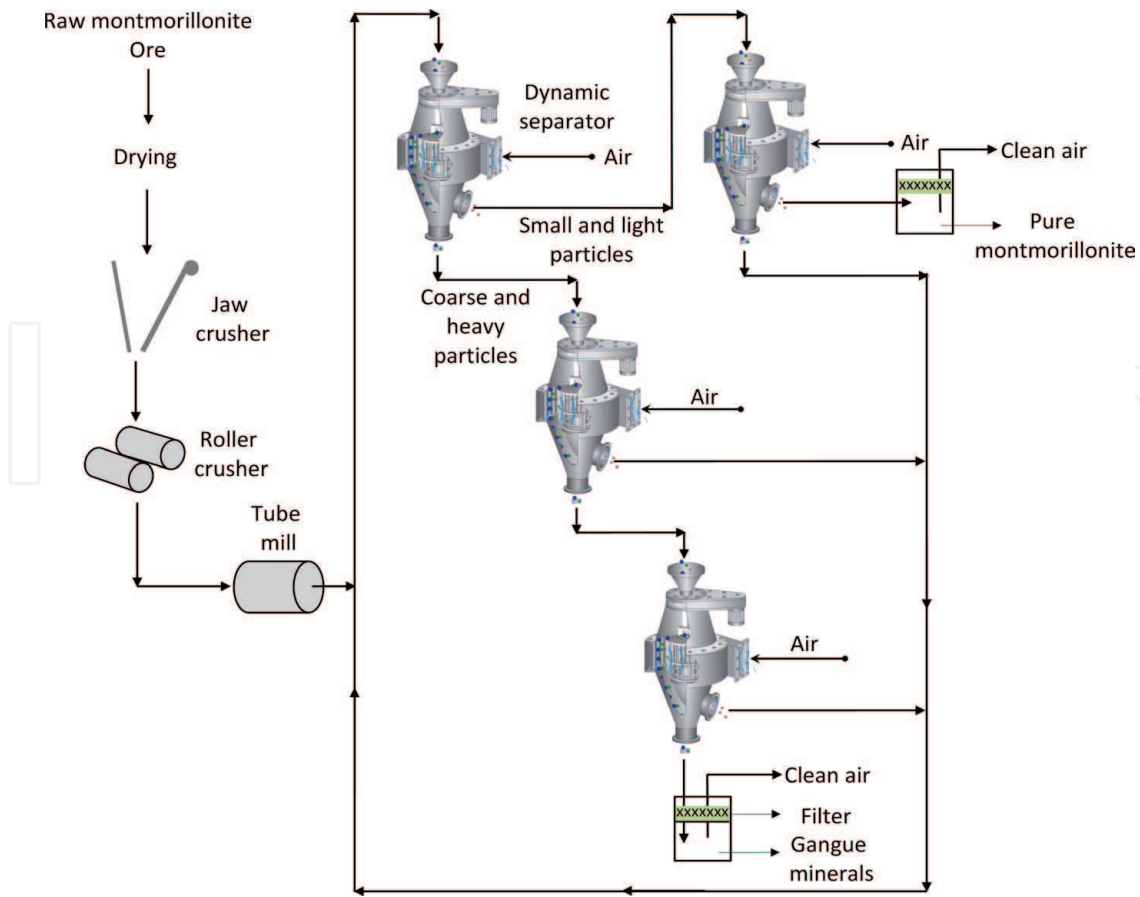 Raw montmorillonite
Ore
Drying
Jaw
crusher
Roller
crusher
Tube
mill
Dynamic
separator
Air
Small and light
particles
Coarse and
heavy
particles
Air
Clean air
XXXXXXX
Pure
montmorillonite
Air
Air
Clean air
XXXXXXX
Filter
Gangue
minerals